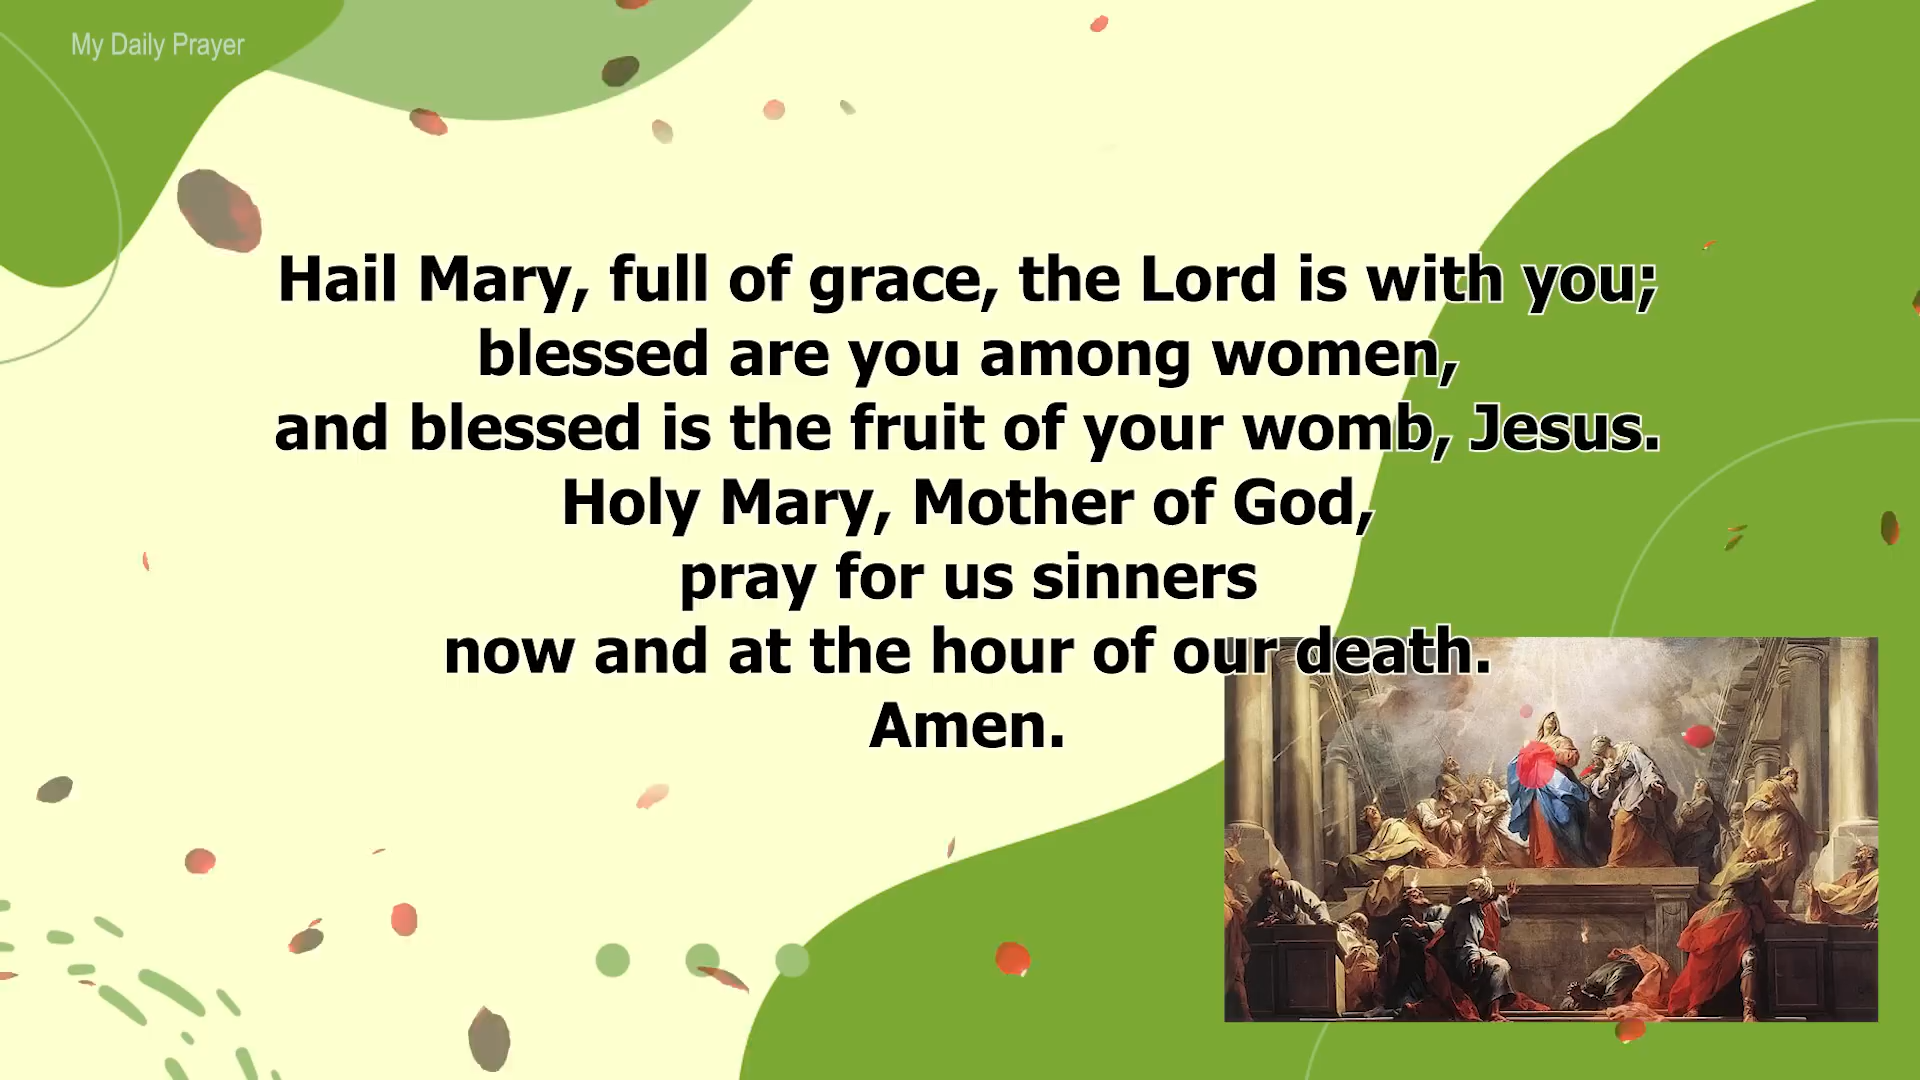 My Daily Prayer
Hail Mary, full of grace, the Lord is with you;
blessed are you among women,
and blessed is the fruit of your womb, Jesus.
Holy Mary, Mother of God,
pray for us sinners
now and at the hour of our death.
Amen.